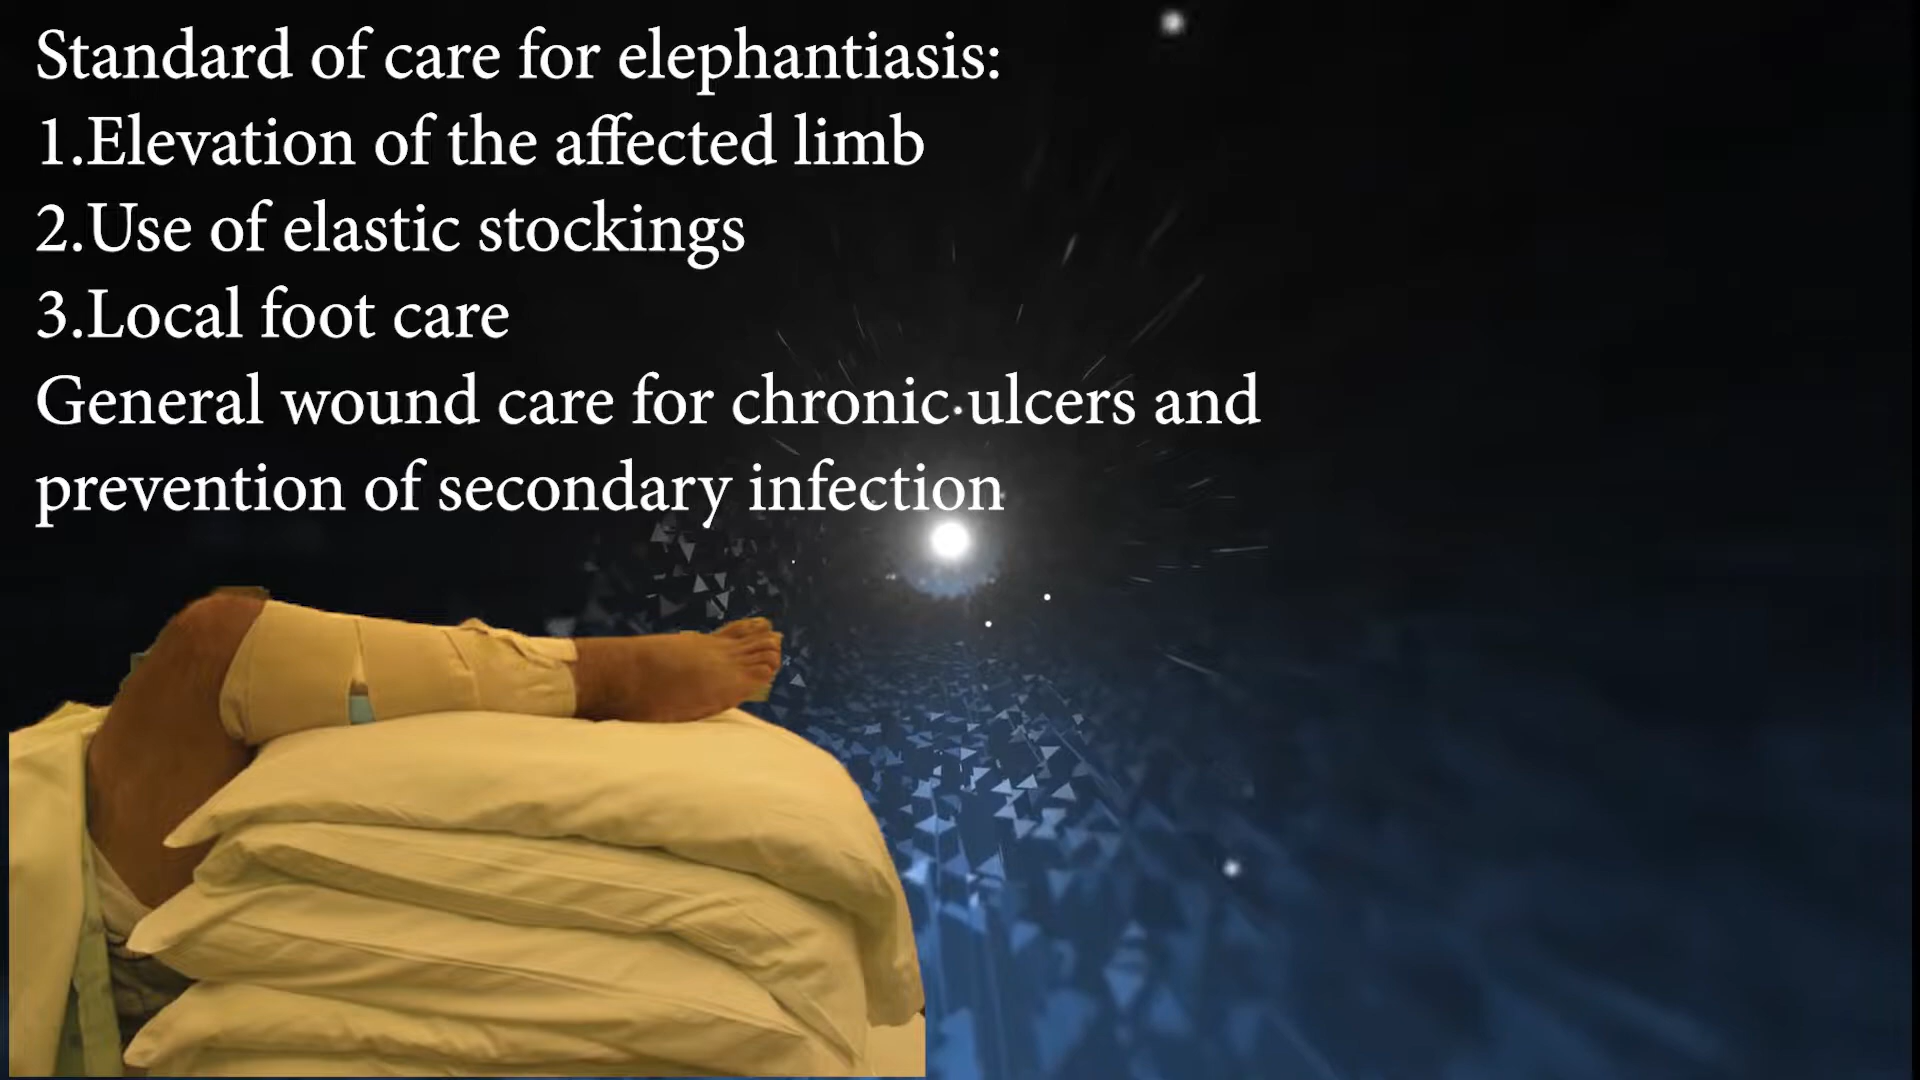 Standard of care for elephantiasis:
1.Elevation of the affected limb
2.Use of elastic stockings
3.Local foot care
General wound care for chronic ulcers and
prevention of secondary infection